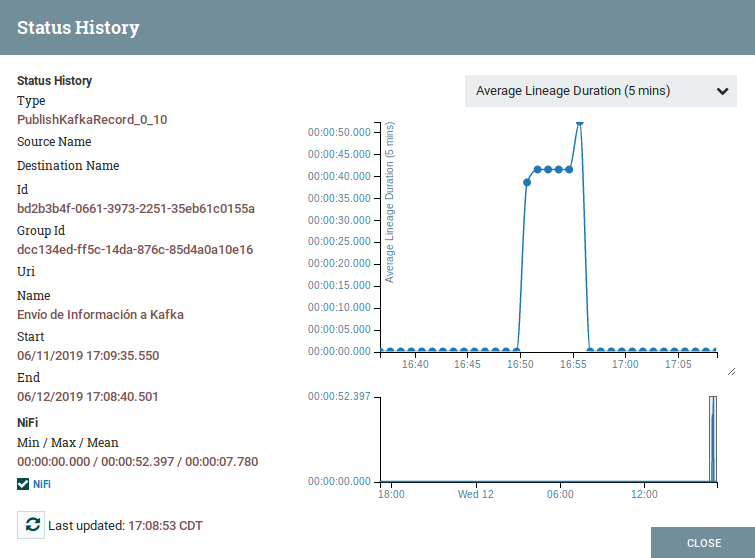 Status History
Status History
Type
PublishKafkaRecord_0_10
Source Name
Destination Name
Id
bd2b3b4f-0661-3973-2251-35eb61c0155a
Group Id
dcc134ed-ff5c-14da-876c-85d4a0a10e16
Uri
Name
Envío de Información a Kafka
Start
06/11/2019 17:09:35.550
End
06/12/2019 17:08:40.501
NiFi
Min / Max / Mean
00:00:00.000 / 00:00:52.397 / 00:00:07.780
NiFi
Last updated: 17:08:53 CDT
Average Lineage Duration (5 mins)
Average Lineage Duration (5 mins)
00:00:50.000
00:00:45.000
00:00:40.000
00:00:35.000
00:00:30.000
00:00:25.000
00:00:20.000
00:00:15.000
00:00:10.000
00:00:05.000
00:00:00.000
16:40 16:45 16:50 16:55 17:00 17:05
00:00:52.397
00:00:00.000
18:00 Wed 12 06:00 12:00
CLOSE